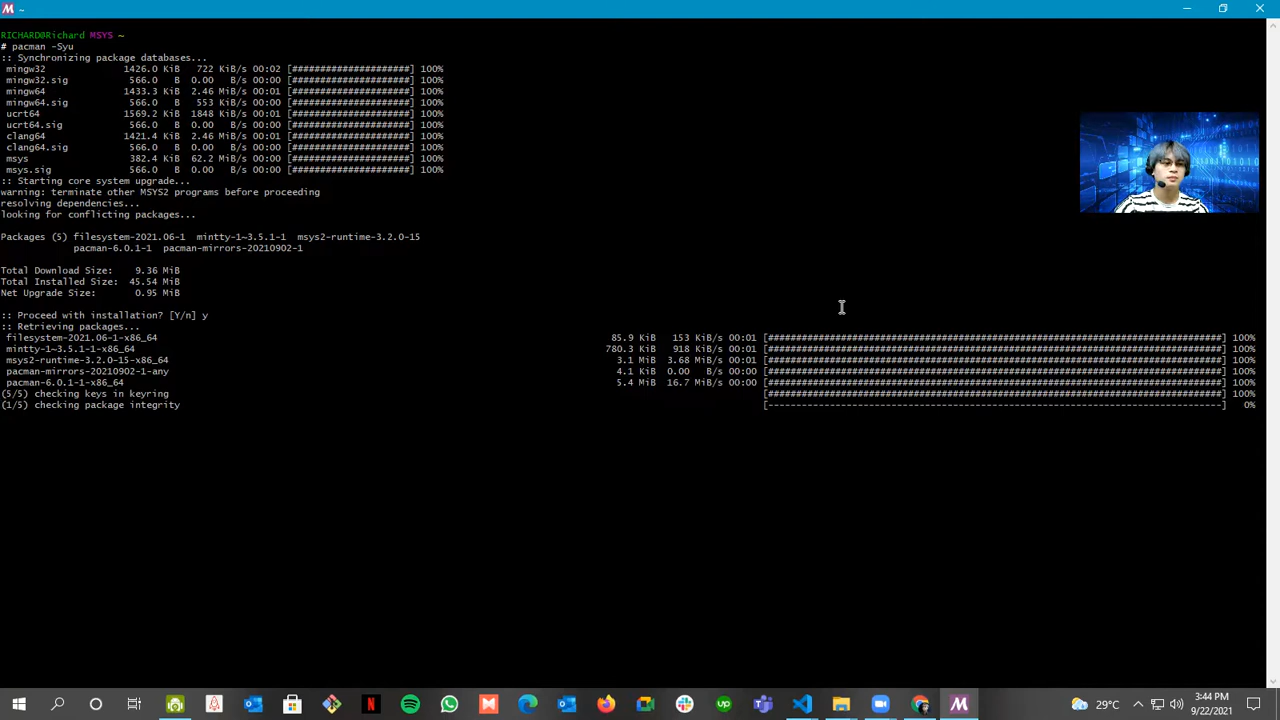 ~
RICHARD@Richard MSYS ~
# pacman -Syu
:: Synchronizing package databases...
mingw32 1426.0 KiB 722 KiB/s 00:02 [####################] 100%
mingw32.sig 566.0 B 0.00 B/s 00:00 [####################] 100%
mingw64 1433.3 KiB 2.46 MiB/s 00:01 [####################] 100%
mingw64.sig 566.0 B 553 KiB/s 00:00 [####################] 100%
ucrt64 1569.2 KiB 1848 KiB/s 00:01 [####################] 100%
ucrt64.sig 566.0 B 0.00 B/s 00:00 [####################] 100%
clang64 1421.4 KiB 2.46 MiB/s 00:01 [####################] 100%
clang64.sig 566.0 B 0.00 B/s 00:00 [####################] 100%
msys 382.4 KiB 62.2 MiB/s 00:00 [####################] 100%
msys.sig 566.0 B 0.00 B/s 00:00 [####################] 100%
:: Starting core system upgrade...
warning: terminate other MSYS2 programs before proceeding
resolving dependencies...
looking for conflicting packages...
Packages (5) filesystem-2021.06-1 mintty-1~3.5.1-1 msys2-runtime-3.2.0-15
pacman-6.0.1-1 pacman-mirrors-20210902-1
Total Download Size: 9.36 MiB
Total Installed Size: 45.54 MiB
Net Upgrade Size: 0.95 MiB
:: Proceed with installation? [Y/n] y
:: Retrieving packages...
filesystem-2021.06-1-x86_64 85.9 KiB 153 KiB/s 00:01 [####################] 100%
mintty-1~3.5.1-1-x86_64 780.3 KiB 918 KiB/s 00:01 [####################] 100%
msys2-runtime-3.2.0-15-x86_64 3.1 MiB 3.68 MiB/s 00:01 [####################] 100%
pacman-mirrors-20210902-1-any 4.1 KiB 0.00 B/s 00:00 [####################] 100%
pacman-6.0.1-1-x86_64 5.4 MiB 16.7 MiB/s 00:00 [####################] 100%
(5/5) checking keys in keyring [####################] 100%
(1/5) checking package integrity [--------------------] 0%
29°C
3:44 PM
9/22/2021